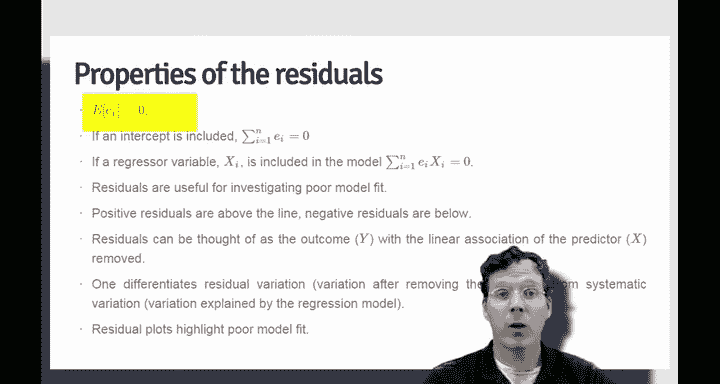 Properties of the residuals
· E[eᵢ] = 0.
· If an intercept is included, ∑ⁿᵢ₌₁ eᵢ = 0
· If a regressor variable, Xᵢ, is included in the model ∑ⁿᵢ₌₁ eᵢXᵢ = 0.
· Residuals are useful for investigating poor model fit.
· Positive residuals are above the line, negative residuals are below.
· Residuals can be thought of as the outcome (Y) with the linear association of the predictor (X)
removed.
· One differentiates residual variation (variation after removing the systematic
variation (variation explained by the regression model).
· Residual plots highlight poor model fit.